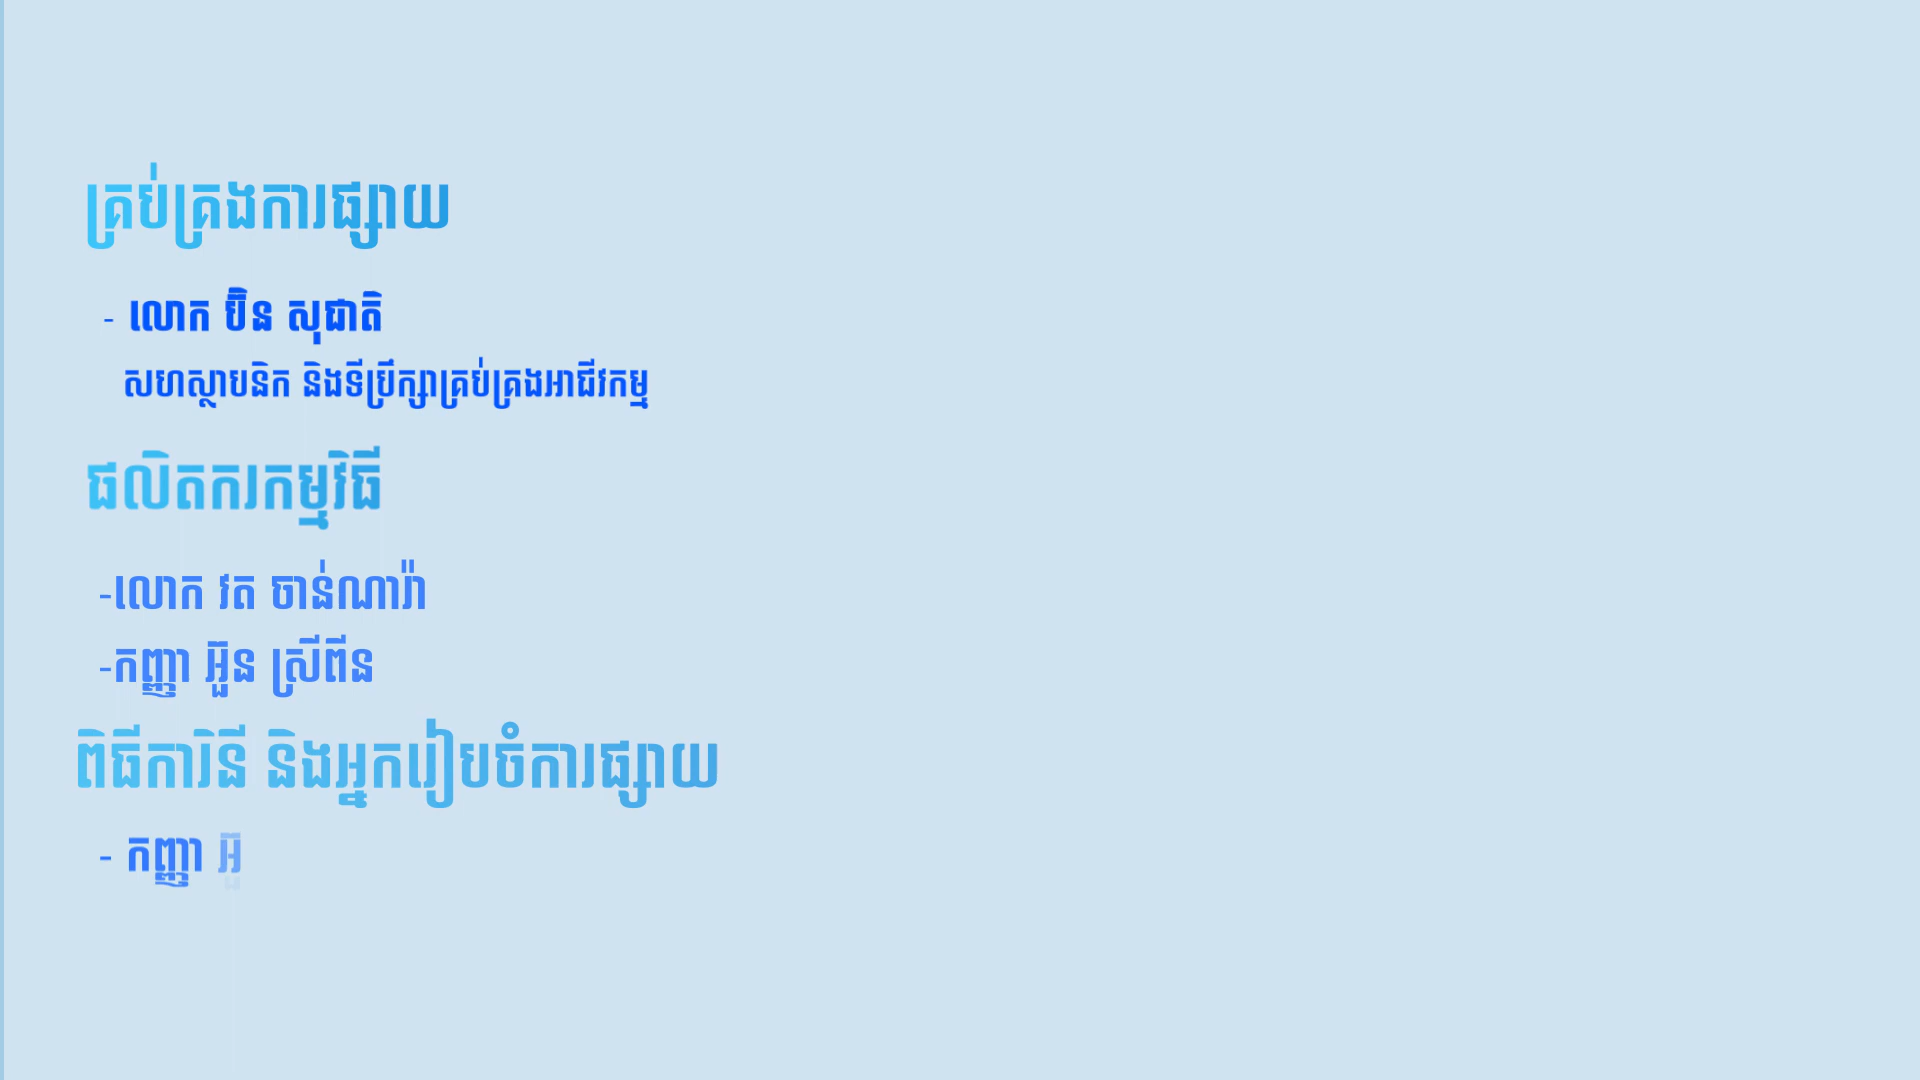 គ្រប់គ្រងការផ្សាយ
- លោក ប៊ិន សុជាតិ
សហស្ថាបនិក និងទីប្រឹក្សាគ្រប់គ្រងអាជីវកម្ម
ផលិតករកម្មវិធី
-លោក វត ចាន់ណារ៉ា
-កញ្ញា អ៊ួន ស្រីពីន
ពិធីការិនី និងអ្នករៀបចំការផ្សាយ
- កញ្ញា